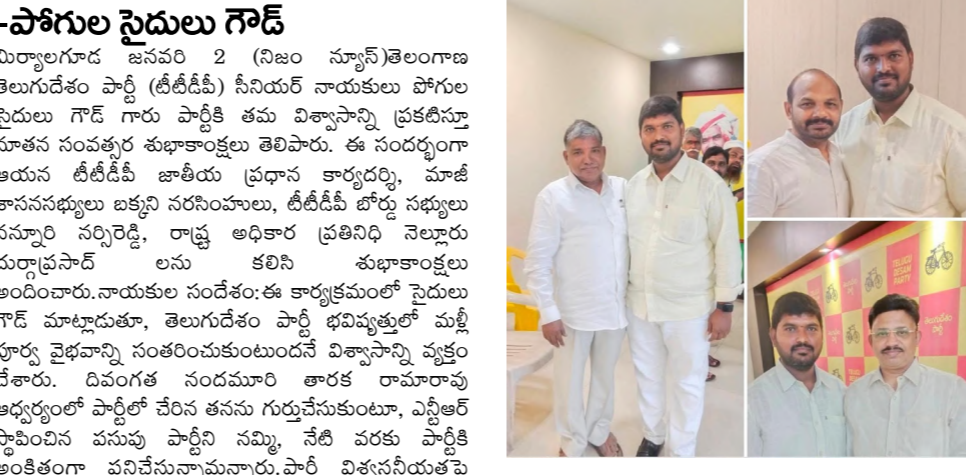 -పోగుల సైదులు గౌడ్
మిర్యాలగూడ జనవరి 2 (నిజం న్యూస్)తెలంగాణ
తెలుగుదేశం పార్టీ (టీటీడీపీ) సీనియర్ నాయకులు పోగుల
సైదులు గౌడ్ గారు పార్టీకి తమ విశ్వాసాన్ని ప్రకటిస్తూ
నూతన సంవత్సర శుభాకాంక్షలు తెలిపారు. ఈ సందర్భంగా
ఆయన టీటీడీపీ జాతీయ ప్రధాన కార్యదర్శి, మాజీ
శాసనసభ్యులు బక్కని నరసింహులు, టీటీడీపీ బోర్డు సభ్యులు
నన్నూరి నర్సిరెడ్డి, రాష్ట్ర అధికార ప్రతినిధి నెల్లూరు
దుర్గాప్రసాద్ లను కలిసి శుభాకాంక్షలు
అందించారు.నాయకుల సందేశం:ఈ కార్యక్రమంలో సైదులు
గౌడ్ మాట్లాడుతూ, తెలుగుదేశం పార్టీ భవిష్యత్తులో మళ్లీ
పూర్వ వైభవాన్ని సంతరించుకుంటుందనే విశ్వాసాన్ని వ్యక్తం
చేశారు. దివంగత నందమూరి తారక రామారావు
ఆధ్వర్యంలో పార్టీలో చేరిన తనను గుర్తుచేసుకుంటూ, ఎన్టీఆర్
స్థాపించిన పసుపు పార్టీని నమ్మి, నేటి వరకు పార్టీకి
అంకితంగా పనిచేస్తున్నామన్నారు.పార్టీ విశ్వసనీయతపై
TELUGU
DESAM
PARTY
తెలుగుదేశం
పార్టీ